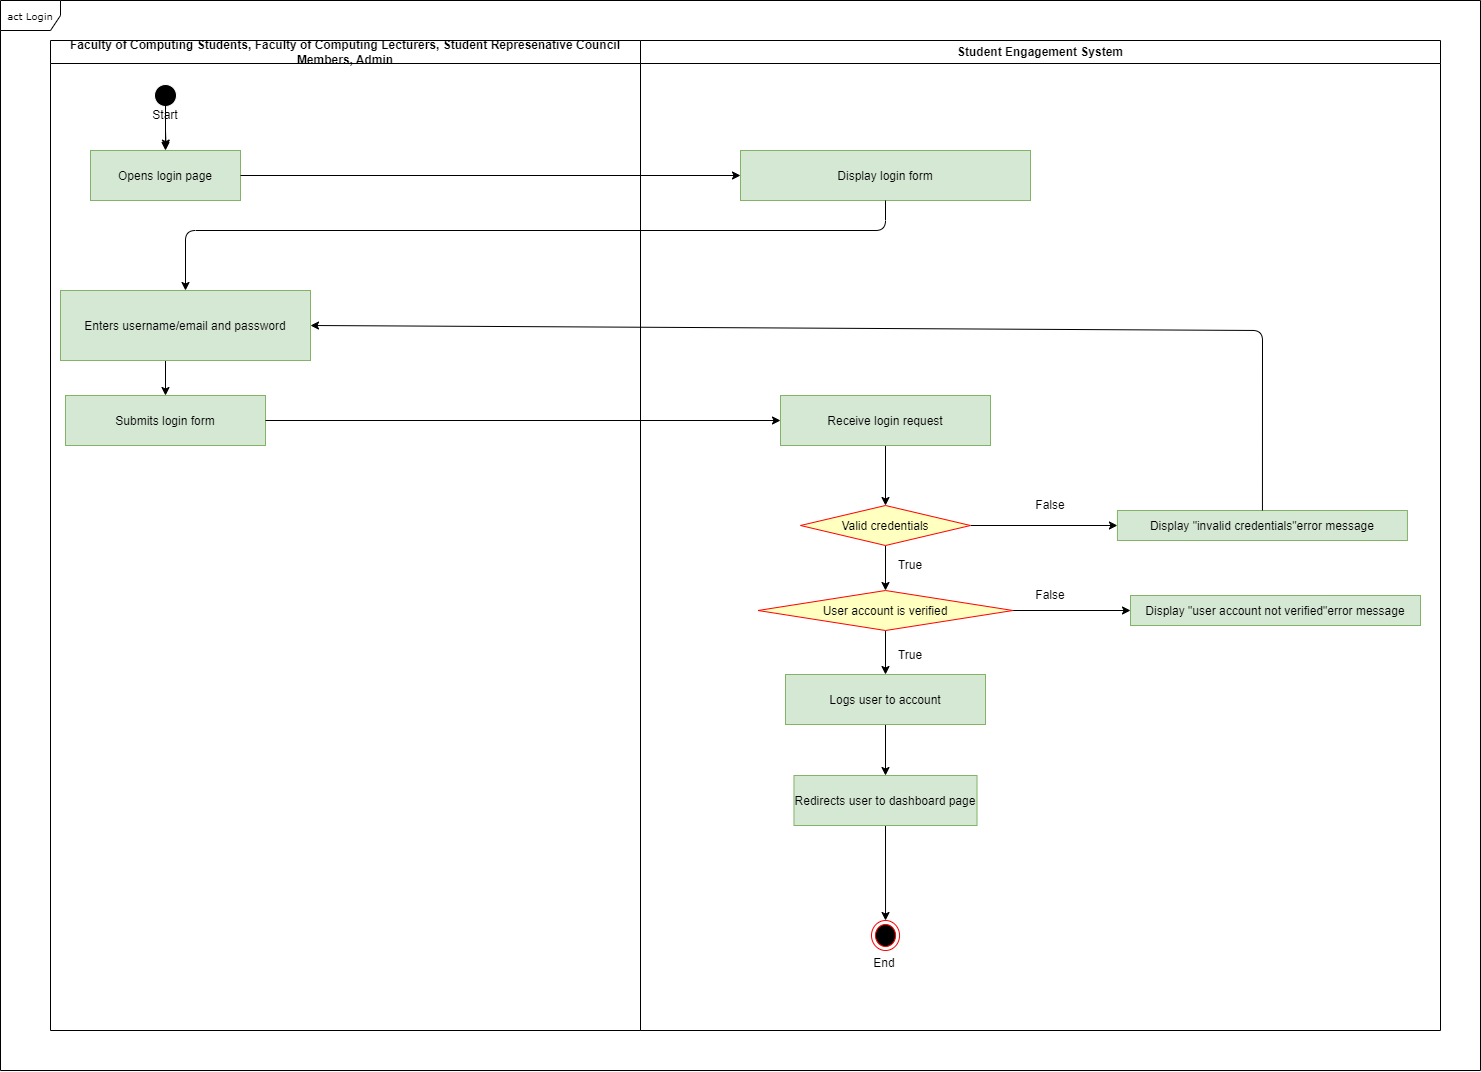 act Login
Faculty of Computing Students, Faculty of Computing Lecturers, Student Represenative Council
Members, Admin
Student Engagement System
Start
Opens login page
Display login form
Enters username/email and password
Submits login form
Receive login request
Valid credentials
False
Display "invalid credentials"error message
True
User account is verified
False
Display "user account not verified"error message
True
Logs user to account
Redirects user to dashboard page
End